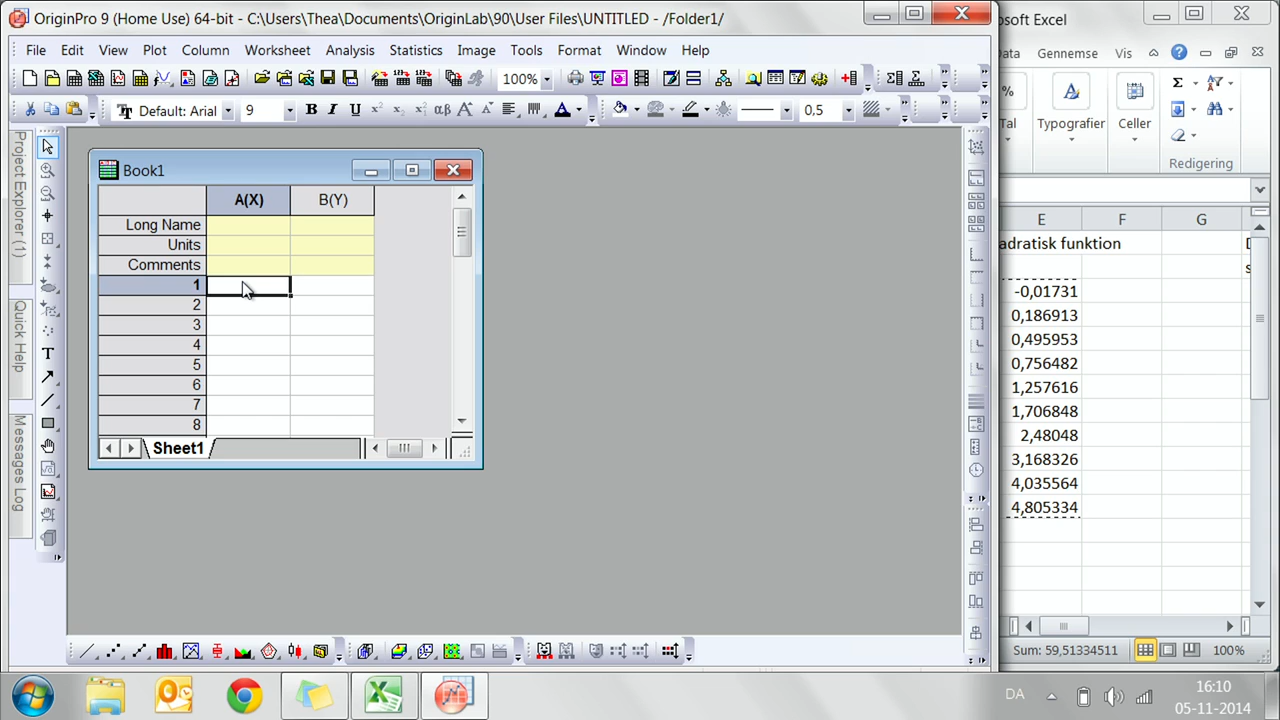 OriginPro 9 (Home Use) 64-bit - C:\Users\Thea\Documents\OriginLab\90\User Files\UNTITLED - /Folder1/
File Edit View Plot Column Worksheet Analysis Statistics Image Tools Format Window Help
100%
Default: Arial 9 B I U αβ A A A 0,5
Project Explorer (1)
Quick Help
Messages Log
T
Book1
A(X) B(Y)
Long Name
Units
Comments
1
2
3
4
5
6
7
8
Sheet1
osoft Excel
Data Gennemse Vis
% A Σ
Tal Typografier Celler
Redigering
E F G
adratisk funktion D
s
-0,01731
0,186913
0,495953
0,756482
1,257616
1,706848
2,48048
3,168326
4,035564
4,805334
Sum: 59,51334511 100%
DA 16:10
05-11-2014